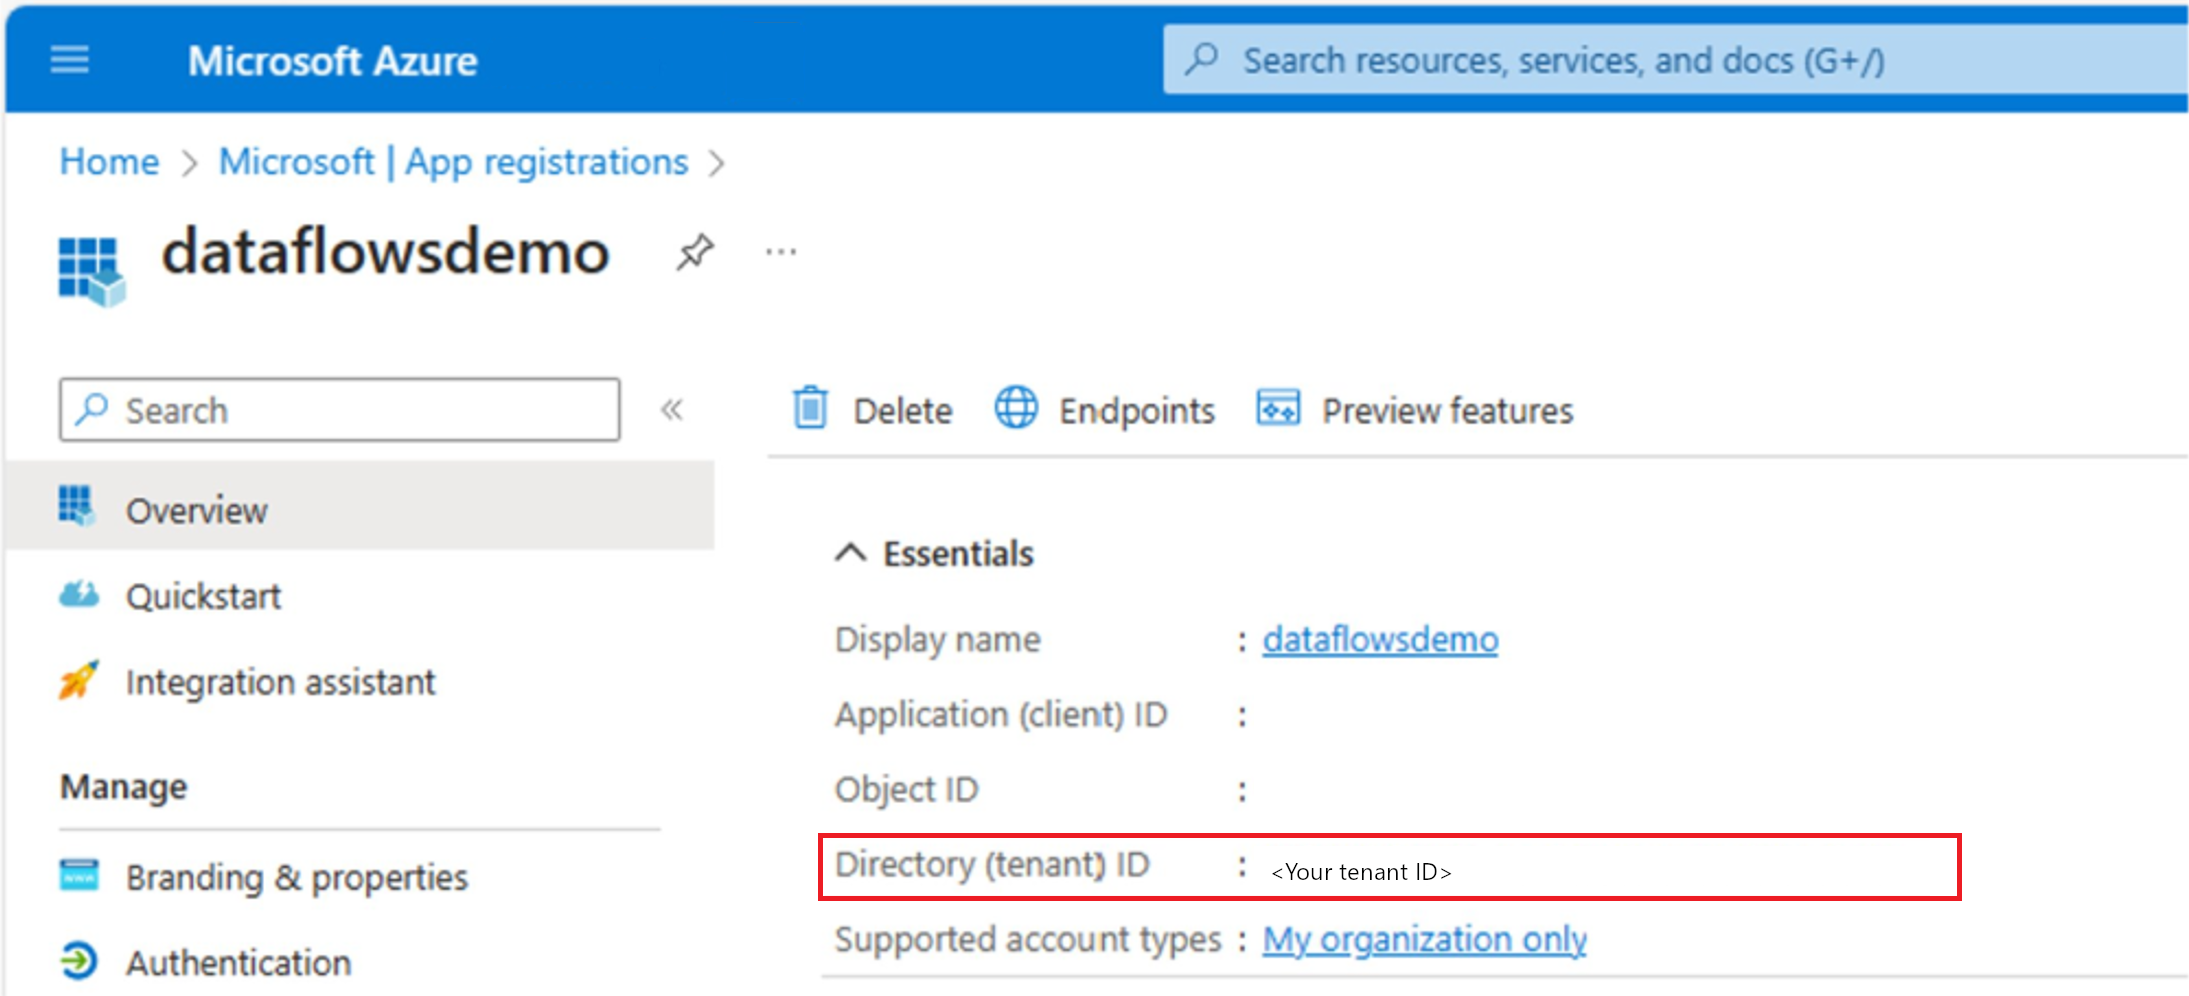 Microsoft Azure
Search resources, services, and docs (G+/)
Home > Microsoft | App registrations >
dataflowsdemo ...
Search «
Overview
Quickstart
Integration assistant
Manage
Branding & properties
Authentication
Delete Endpoints Preview features
Essentials
Display name : dataflowsdemo
Application (client) ID :
Object ID :
Directory (tenant) ID : <Your tenant ID>
Supported account types : My organization only